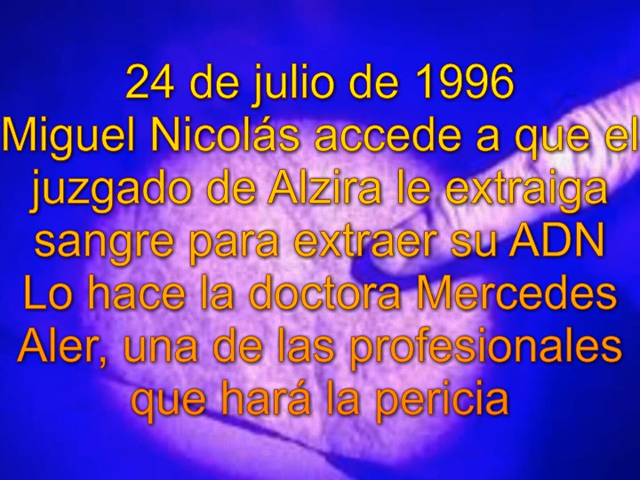 24 de julio de 1996
Miguel Nicolás accede a que el
juzgado de Alzira le extraiga
sangre para extraer su ADN
Lo hace la doctora Mercedes
Aler, una de las profesionales
que hará la pericia